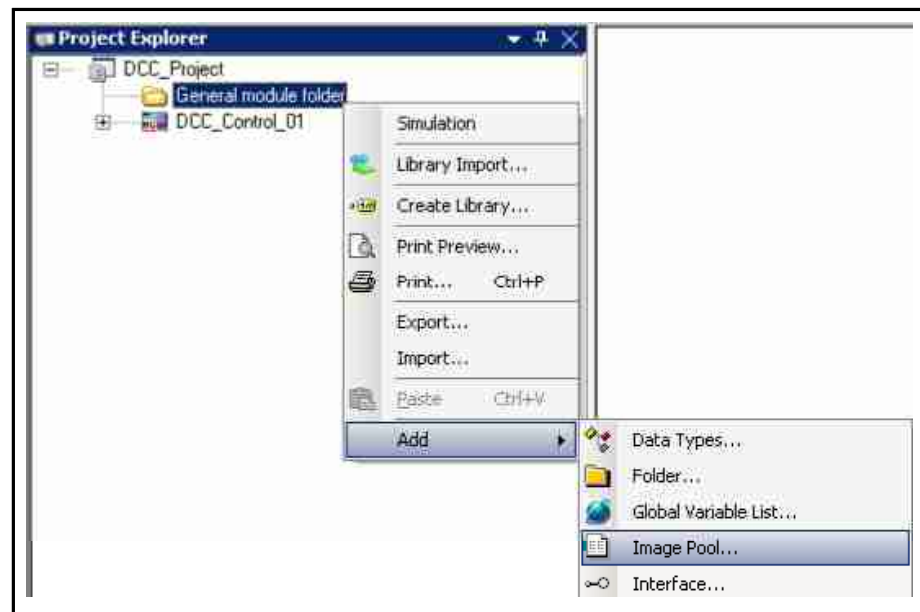 Project Explorer
DCC_Project
General module folder
DCC_Control_01
Simulation
Library Import...
Create Library...
Print Preview...
Print... Ctrl+P
Export...
Import...
Paste Ctrl+V
Add
Data Types...
Folder...
Global Variable List...
Image Pool...
Interface...